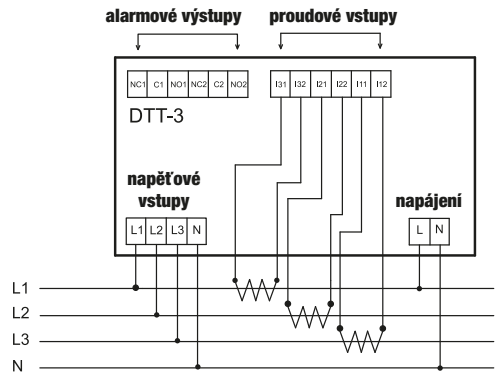 alarmové výstupy proudové vstupy
NC1 C1 NO1 NC2 C2 NO2 I31 I32 I21 I22 I11 I12
DTT-3
napěťové
vstupy
napájení
L1 L2 L3 N L N
L1
L2
L3
N